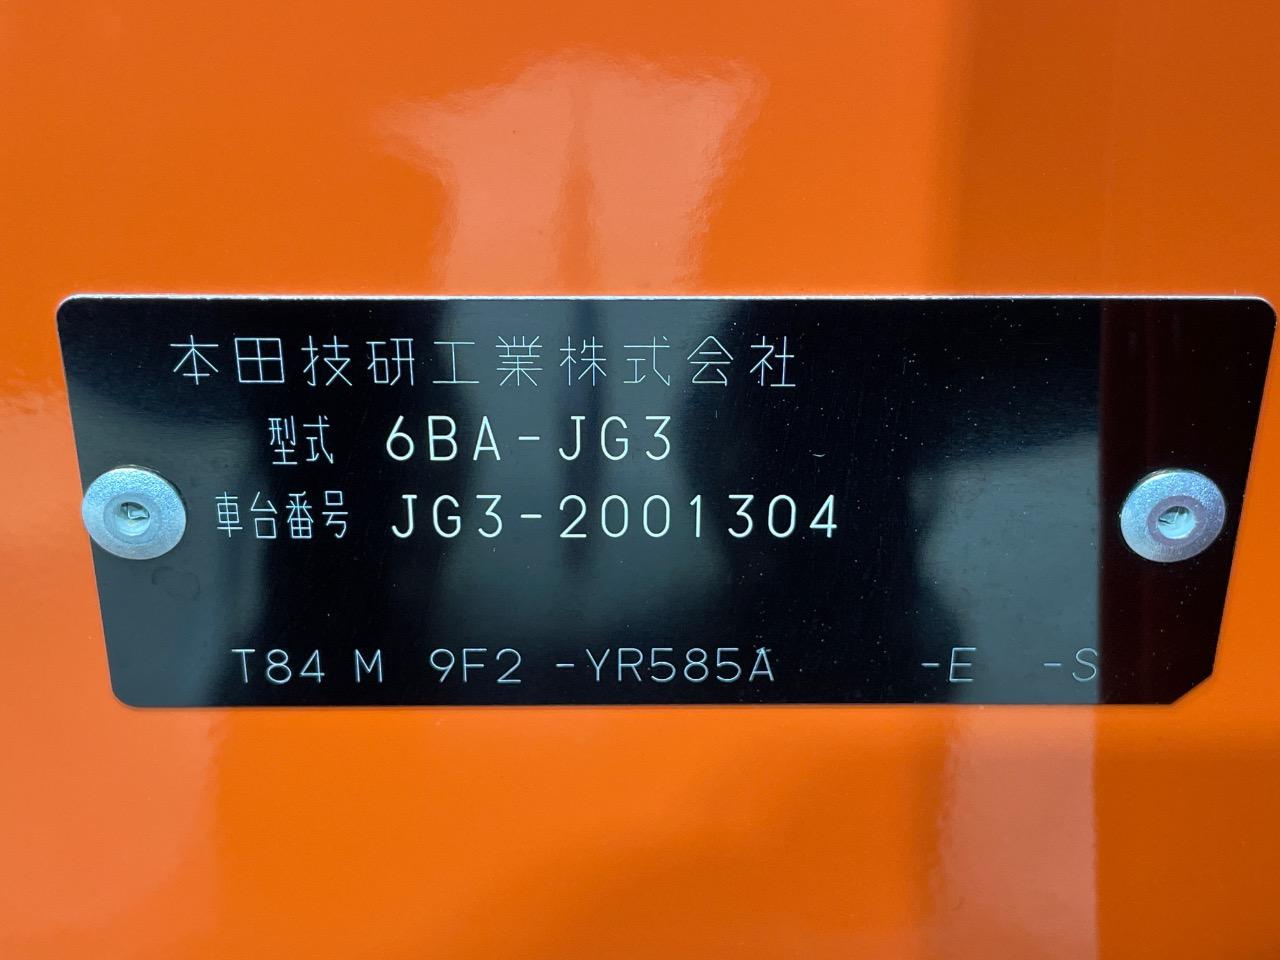 本田技研工業株式会社
型式 6BA-JG3
車台番号 JG3-2001304
T84 M 9F2 -YR585A -E -S